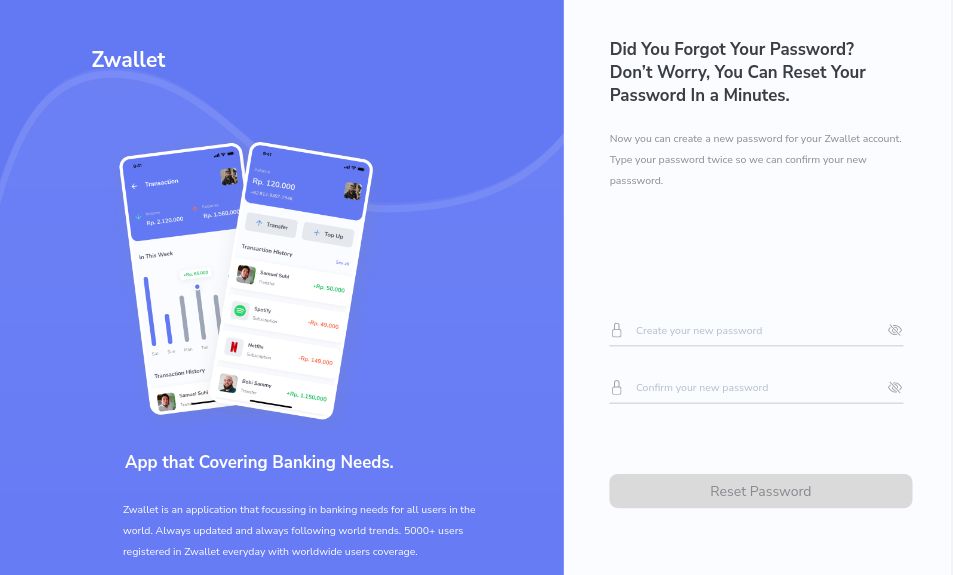 Zwallet
9:41
Transaction
Income
Rp. 2.120.000
Expense
Rp. 1.560.000
In This Week
+Rp. 65.000
Sat
Sun
Mon
Tue
Transaction History
Samuel Suhi
9:41
Balance
Rp. 120.000
Transfer
Top Up
Transaction History
See all
Samuel Suhi
Transfer
+Rp. 50.000
Spotify
Subscription
-Rp. 49.000
Netflix
Subscription
-Rp. 149.000
Transfer
+Rp. 1.150.000
App that Covering Banking Needs.
Zwallet is an application that focussing in banking needs for all users in the
world. Always updated and always following world trends. 5000+ users
registered in Zwallet everyday with worldwide users coverage.
Did You Forgot Your Password?
Don’t Worry, You Can Reset Your
Password In a Minutes.
Now you can create a new password for your Zwallet account.
Type your password twice so we can confirm your new
passsword.
Create your new password
Confirm your new password
Reset Password